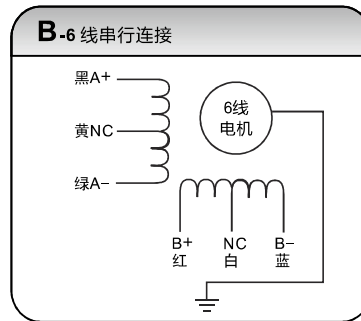 B-6 线串行连接
黑A+
黄NC
绿A-
6线
电机
B+ NC B-
红 白 蓝